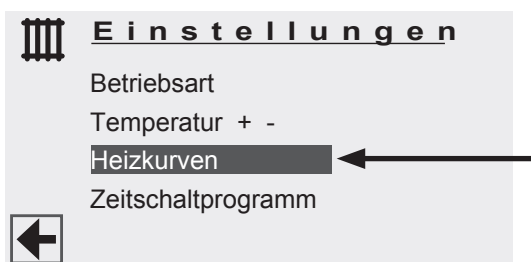 Einstellungen
Betriebsart
Temperatur + -
Heizkurven
Zeitschaltprogramm